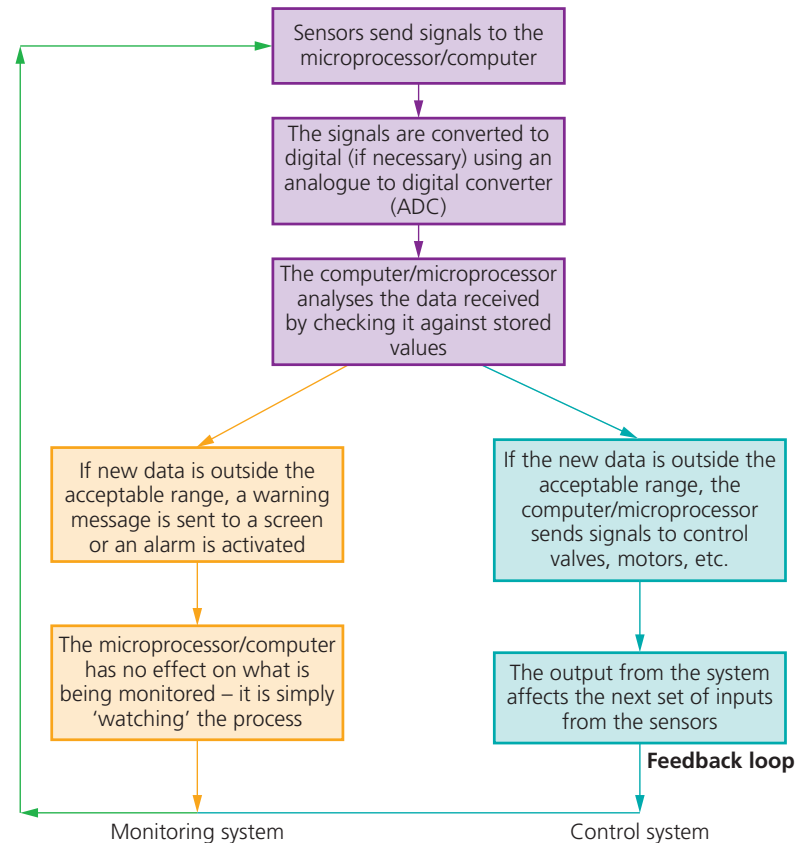 Sensors send signals to the
microprocessor/computer
The signals are converted to
digital (if necessary) using an
analogue to digital converter
(ADC)
The computer/microprocessor
analyses the data received
by checking it against stored
values
If new data is outside the
acceptable range, a warning
message is sent to a screen
or an alarm is activated
The microprocessor/computer
has no effect on what is
being monitored – it is simply
‘watching’ the process
Monitoring system
If the new data is outside the
acceptable range, the
computer/microprocessor
sends signals to control
valves, motors, etc.
The output from the system
affects the next set of inputs
from the sensors
Feedback loop
Control system